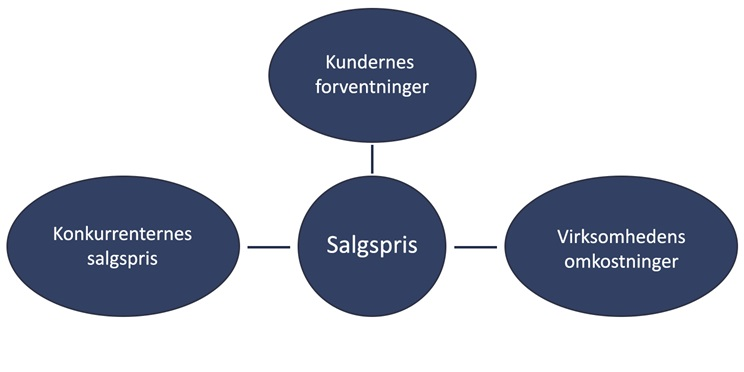 Kundernes
forventninger
Konkurrenternes
salgspris
Salgspris
Virksomhedens
omkostninger